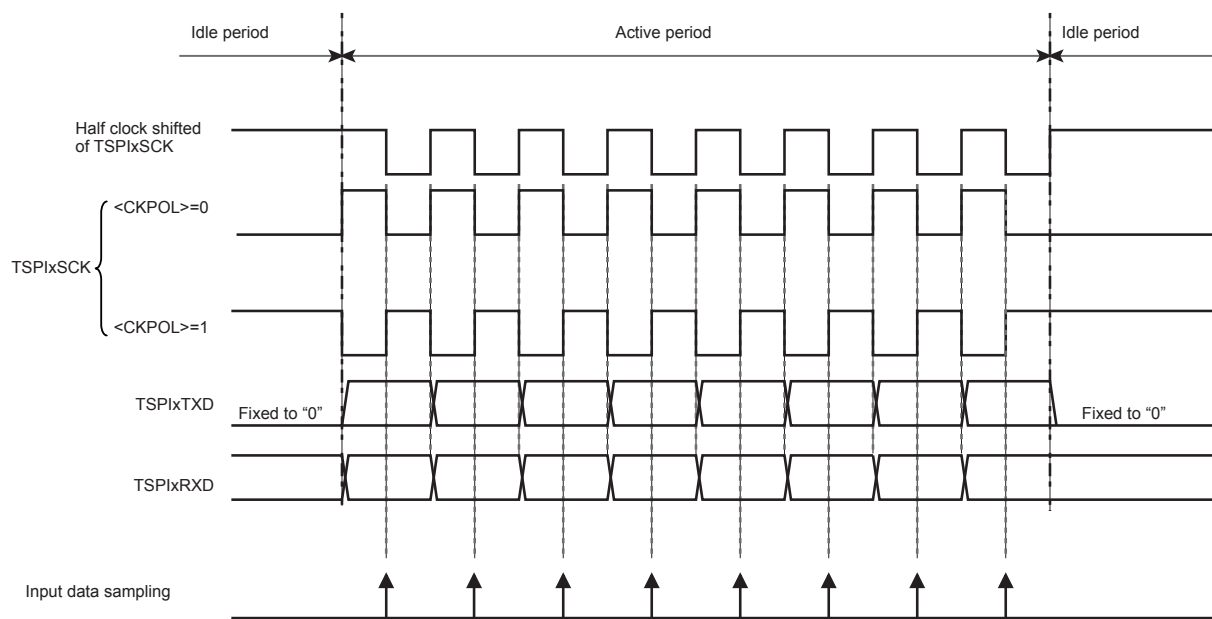 Idle period
Active period
Idle period
Half clock shifted
of TSPIxSCK
<CKPOL>=0
TSPIxSCK
<CKPOL>=1
TSPIxTXD
Fixed to “0”
Fixed to “0”
TSPIxRXD
Input data sampling